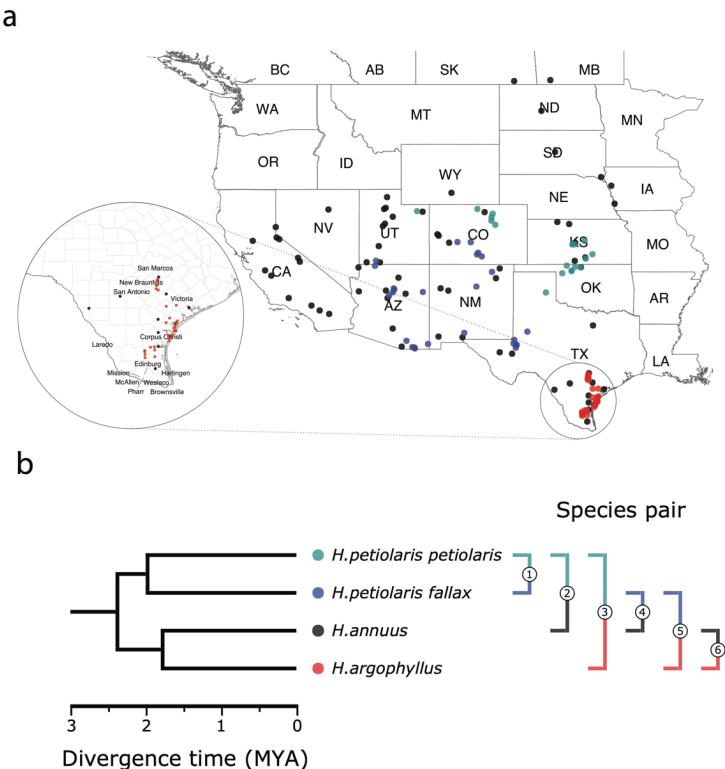 a
BC AB SK MB
WA MT ND MN
OR ID SD
WY
NE IA
NV UT CO
KS MO
CA
AZ NM OK AR
TX LA
San Marcos
New Braunfels
San Antonio
Victoria
Corpus Christi
Laredo
Edinburg
Mission Harlingen
McAllen Weslaco
Pharr Brownsville
b
Species pair
H.petiolaris petiolaris
H.petiolaris fallax
H.annuus
H.argophyllus
1
2
3
4
5
6
3 2 1 0
Divergence time (MYA)